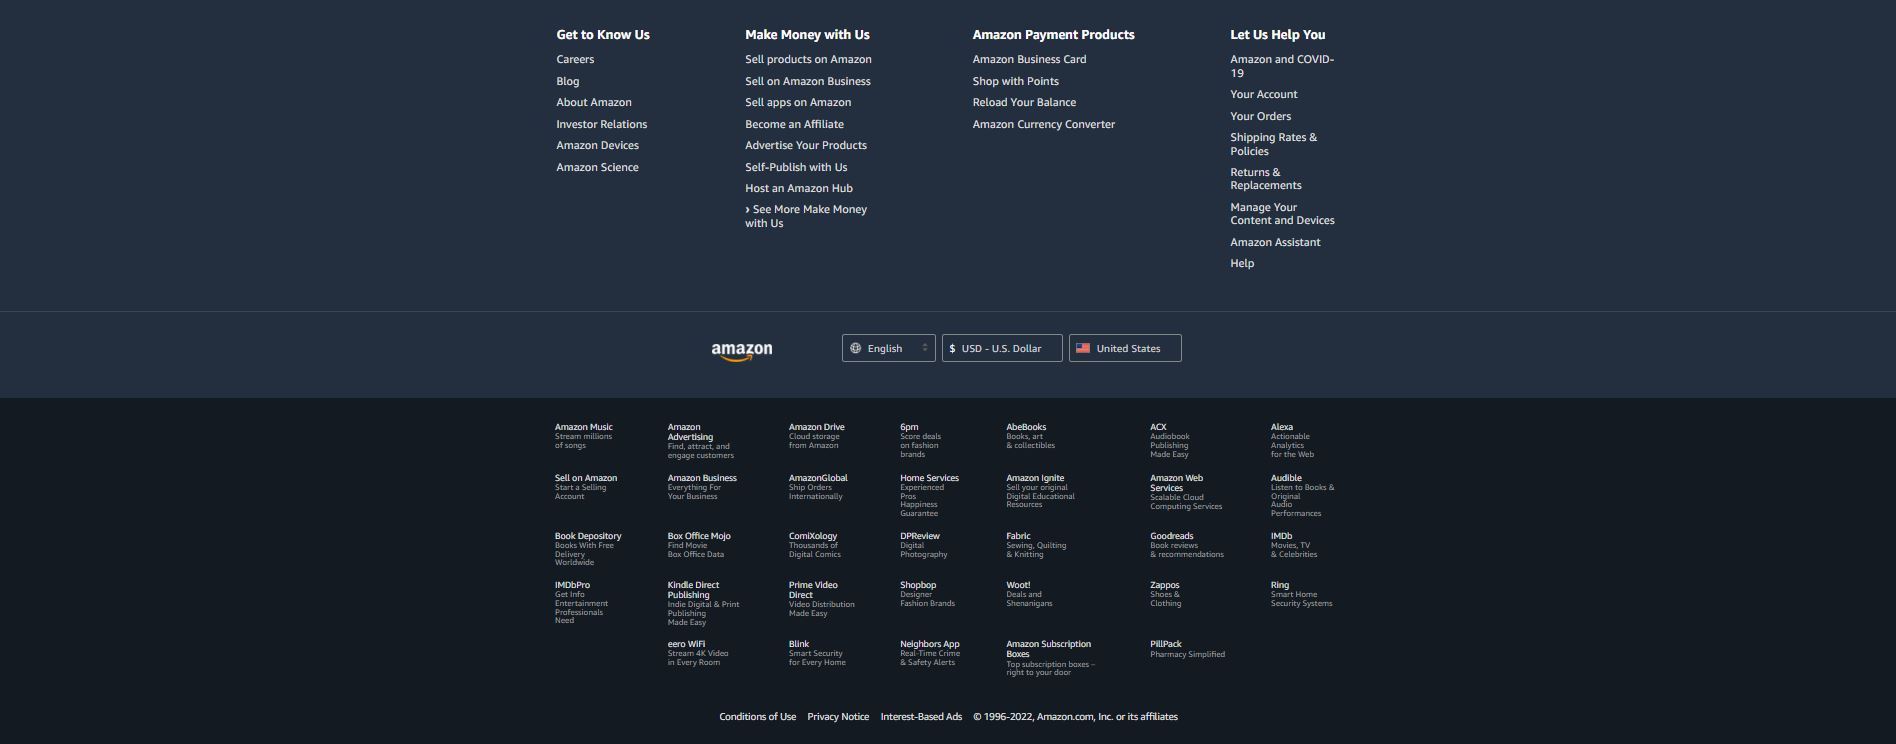 Get to Know Us
Careers
Blog
About Amazon
Investor Relations
Amazon Devices
Amazon Science
Make Money with Us
Sell products on Amazon
Sell on Amazon Business
Sell apps on Amazon
Become an Affiliate
Advertise Your Products
Self-Publish with Us
Host an Amazon Hub
› See More Make Money
with Us
Amazon Payment Products
Amazon Business Card
Shop with Points
Reload Your Balance
Amazon Currency Converter
Let Us Help You
Amazon and COVID-
19
Your Account
Your Orders
Shipping Rates &
Policies
Returns &
Replacements
Manage Your
Content and Devices
Amazon Assistant
Help
amazon
English
$ USD - U.S. Dollar
United States
Amazon Music
Stream millions
of songs
Amazon
Advertising
Find, attract, and
engage customers
Amazon Drive
Cloud storage
from Amazon
6pm
Score deals
on fashion
brands
AbeBooks
Books, art
& collectibles
ACX
Audiobook
Publishing
Made Easy
Alexa
Actionable
Analytics
for the Web
Sell on Amazon
Start a Selling
Account
Amazon Business
Everything For
Your Business
AmazonGlobal
Ship Orders
Internationally
Home Services
Experienced
Pros
Happiness
Guarantee
Amazon Ignite
Sell your original
Digital Educational
Resources
Amazon Web
Services
Scalable Cloud
Computing Services
Audible
Listen to Books &
Original
Audio
Performances
Book Depository
Books With Free
Delivery
Worldwide
Box Office Mojo
Find Movie
Box Office Data
ComiXology
Thousands of
Digital Comics
DPReview
Digital
Photography
Fabric
Sewing, Quilting
& Knitting
Goodreads
Book reviews
& recommendations
IMDb
Movies, TV
& Celebrities
IMDbPro
Get Info
Entertainment
Professionals
Need
Kindle Direct
Publishing
Indie Digital & Print
Publishing
Made Easy
Prime Video
Direct
Video Distribution
Made Easy
Shopbop
Designer
Fashion Brands
Woot!
Deals and
Shenanigans
Zappos
Shoes &
Clothing
Ring
Smart Home
Security Systems
eero WiFi
Stream 4K Video
in Every Room
Blink
Smart Security
for Every Home
Neighbors App
Real-Time Crime
& Safety Alerts
Amazon Subscription
Boxes
Top subscription boxes –
right to your door
PillPack
Pharmacy Simplified
Conditions of Use Privacy Notice Interest-Based Ads © 1996-2022, Amazon.com, Inc. or its affiliates